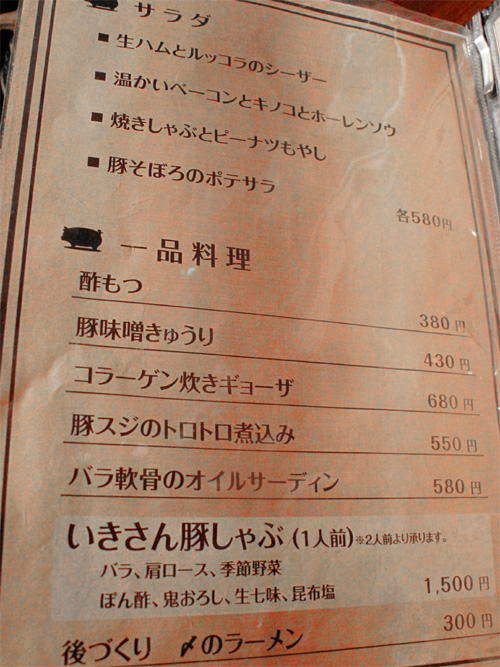 サラダ
■ 生ハムとルッコラのシーザー
■ 温かいベーコンとキノコとホーレンソウ
■ 焼きしゃぶとピーナツもやし
■ 豚そぼろのポテサラ
各580円
一品料理
酢もつ 380円
豚味噌きゅうり 430円
コラーゲン炊きギョーザ 680円
豚スジのトロトロ煮込み 550円
バラ軟骨のオイルサーディン 580円
いきさん豚しゃぶ(1人前)※2人前より承ります。
バラ、肩ロース、季節野菜
ぽん酢、鬼おろし、生七味、昆布塩 1,500円
後づくり 〆のラーメン 300円